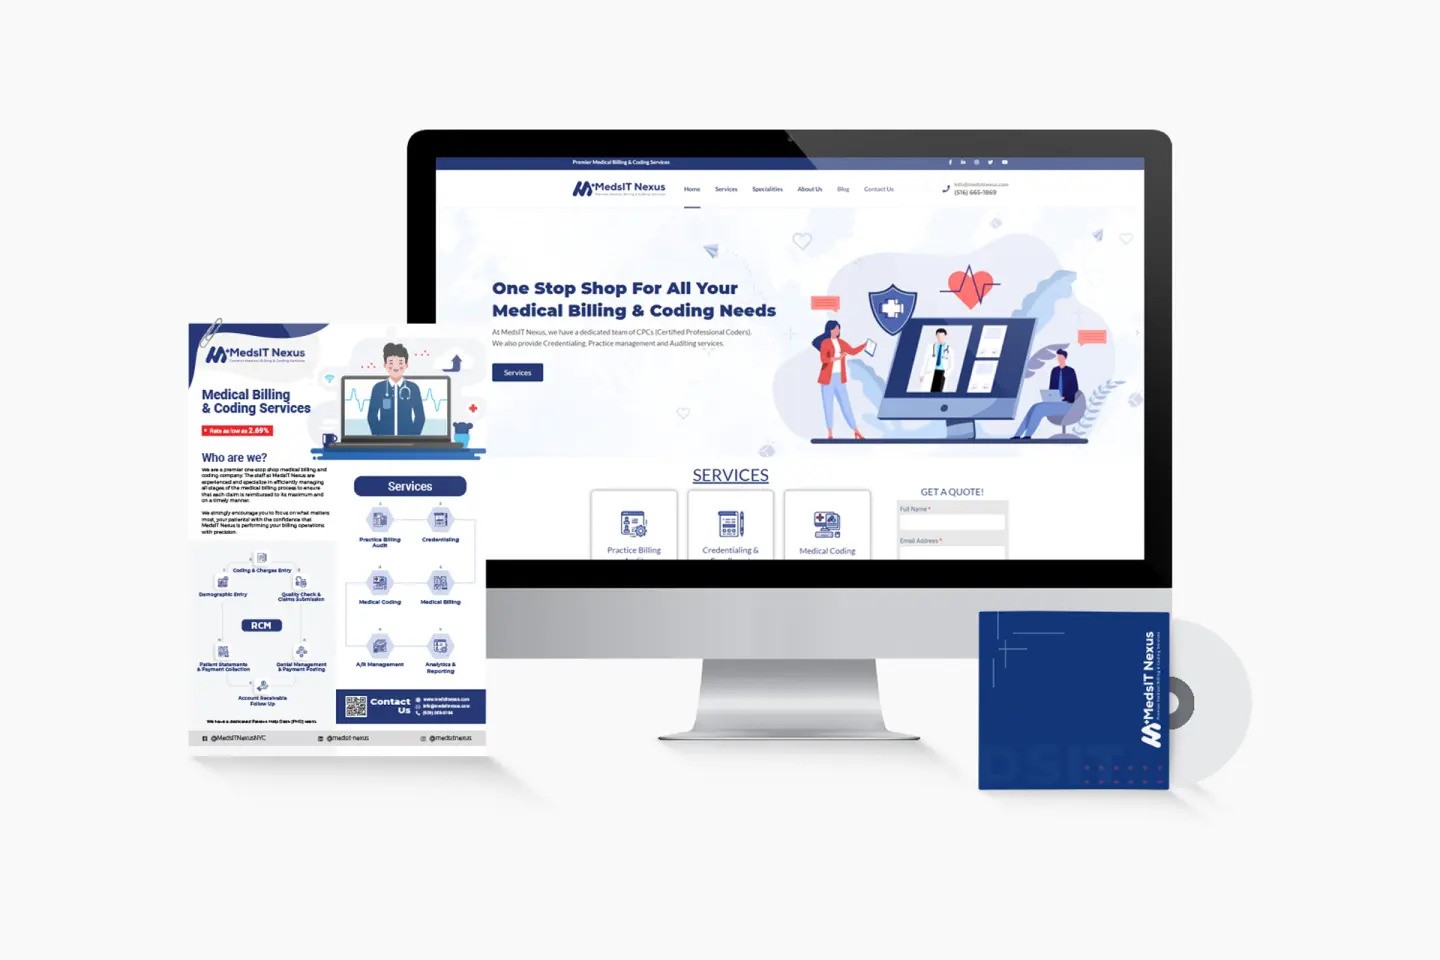 Premier Medical Billing & Coding Services
MedsIT Nexus
Home Services Specialities About Us Blog Contact Us
info@medsitnexus.com
(516) 665-1869
One Stop Shop For All Your
Medical Billing & Coding Needs
At MedsIT Nexus, we have a dedicated team of CPCs (Certified Professional Coders).
We also provide Credentialing, Practice management and Auditing services.
Services
SERVICES
Practice Billing
Credentialing &
Medical Coding
GET A QUOTE!
Full Name *
Email Address *
MedsIT Nexus
Medical Billing
& Coding Services
Rate as low as 2.69%
Who are we?
We are a premier one-stop shop medical billing and
coding company. The staff at MedsIT Nexus are
experienced and specialize in efficiently managing
all stages of the medical billing process to ensure
that each claim is reimbursed to its maximum and
on a timely manner.
We strongly encourage you to focus on what matters
most, your patients! with the confidence that
MedsIT Nexus is performing your billing operations
with precision.
Coding & Charges Entry
Demographic Entry
Quality Check &
Claims Submission
RCM
Patient Statements
& Payment Collection
Denial Management
& Payment Posting
Account Receivable
Follow Up
We have a dedicated Patient Help Desk (PHD) team.
Services
Practice Billing
Audit
Credentialing
Medical Coding
Medical Billing
A/R Management
Analytics &
Reporting
Contact
Us
www.medsitnexus.com
info@medsitnexus.com
@MedsITNexusNYC
@medsit-nexus
@medsitnexus
MedsIT Nexus
DSIT